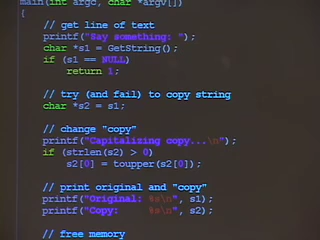 main(int argc, char *argv[])
{
// get line of text
printf("Say something: ");
char *s1 = GetString();
if (s1 == NULL)
return 1;
// try (and fail) to copy string
char *s2 = s1;
// change "copy"
printf("Capitalizing copy...\n");
if (strlen(s2) > 0)
s2[0] = toupper(s2[0]);
// print original and "copy"
printf("Original: %s\n", s1);
printf("Copy:     %s\n", s2);
// free memory